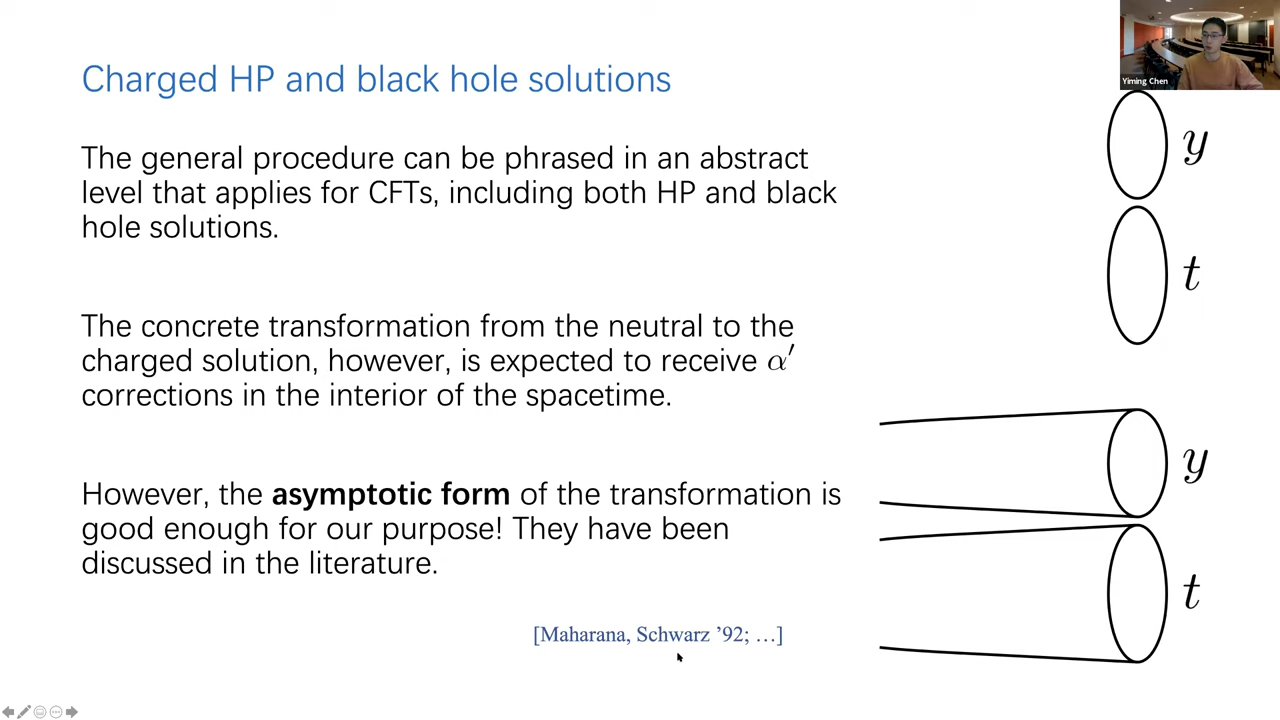 Charged HP and black hole solutions
Yiming Chen
The general procedure can be phrased in an abstract
level that applies for CFTs, including both HP and black
hole solutions.
y
t
The concrete transformation from the neutral to the
charged solution, however, is expected to receive α′
corrections in the interior of the spacetime.
However, the asymptotic form of the transformation is
good enough for our purpose! They have been
discussed in the literature.
y
t
[Maharana, Schwarz ’92; …]